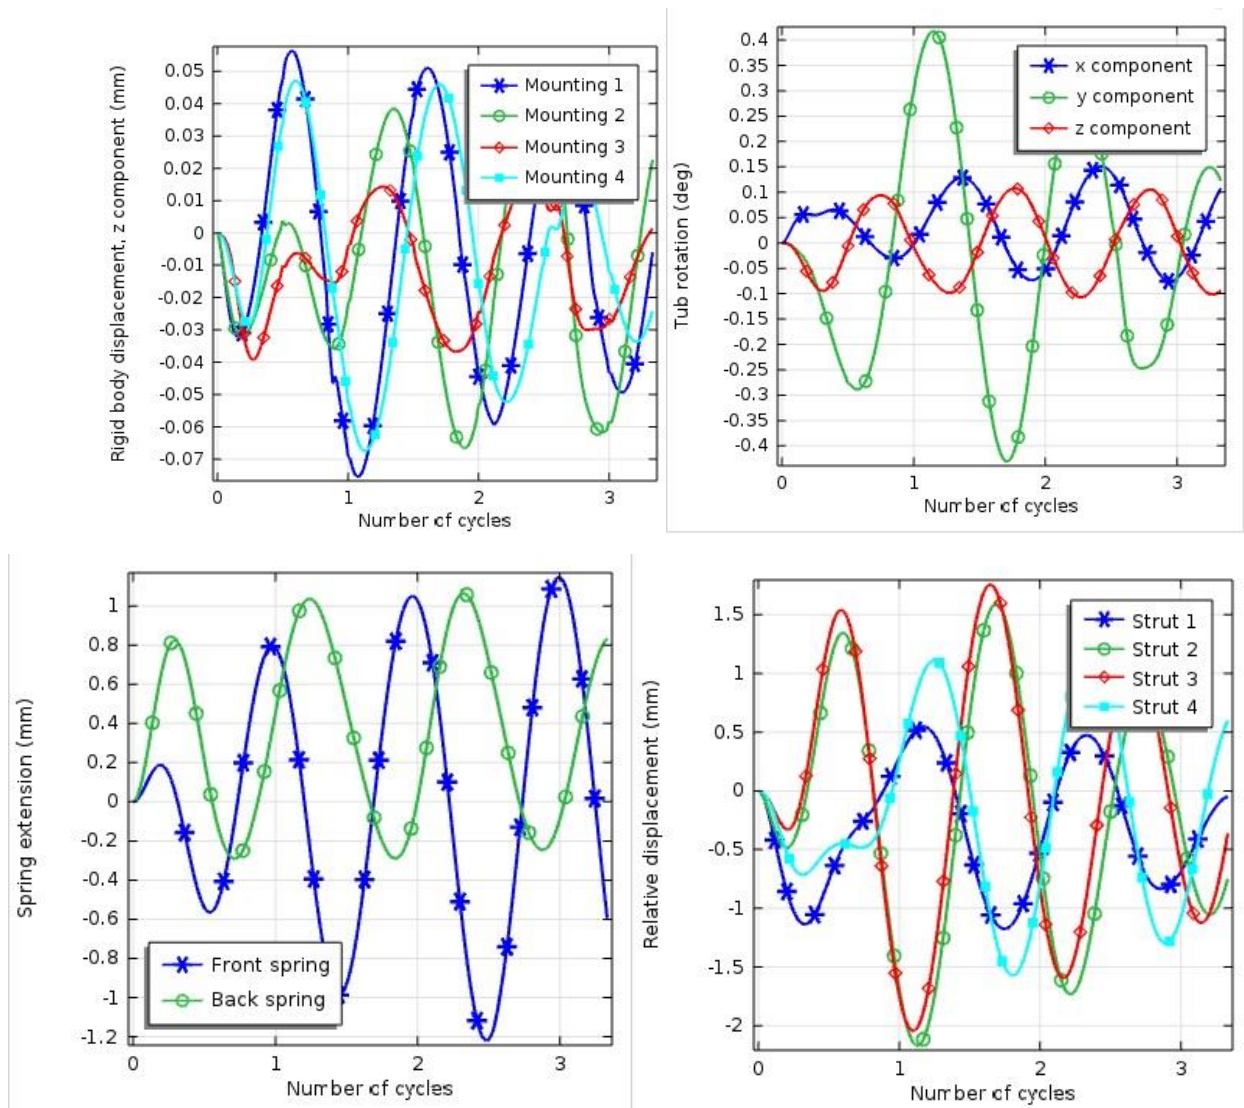 Rigid body displacement, z component (mm)
0.05
0.04
0.03
0.02
0.01
0
-0.01
-0.02
-0.03
-0.04
-0.05
-0.06
-0.07
0 1 2 3
Number of cycles
Mounting 1
Mounting 2
Mounting 3
Mounting 4
Tub rotation (deg)
0.4
0.35
0.3
0.25
0.2
0.15
0.1
0.05
0
-0.05
-0.1
-0.15
-0.2
-0.25
-0.3
-0.35
-0.4
0 1 2 3
Number of cycles
x component
y component
z component
Spring extension (mm)
1
0.8
0.6
0.4
0.2
0
-0.2
-0.4
-0.6
-0.8
-1
-1.2
0 1 2 3
Number of cycles
Front spring
Back spring
Relative displacement (mm)
1.5
1
0.5
0
-0.5
-1
-1.5
-2
0 1 2 3
Number of cycles
Strut 1
Strut 2
Strut 3
Strut 4